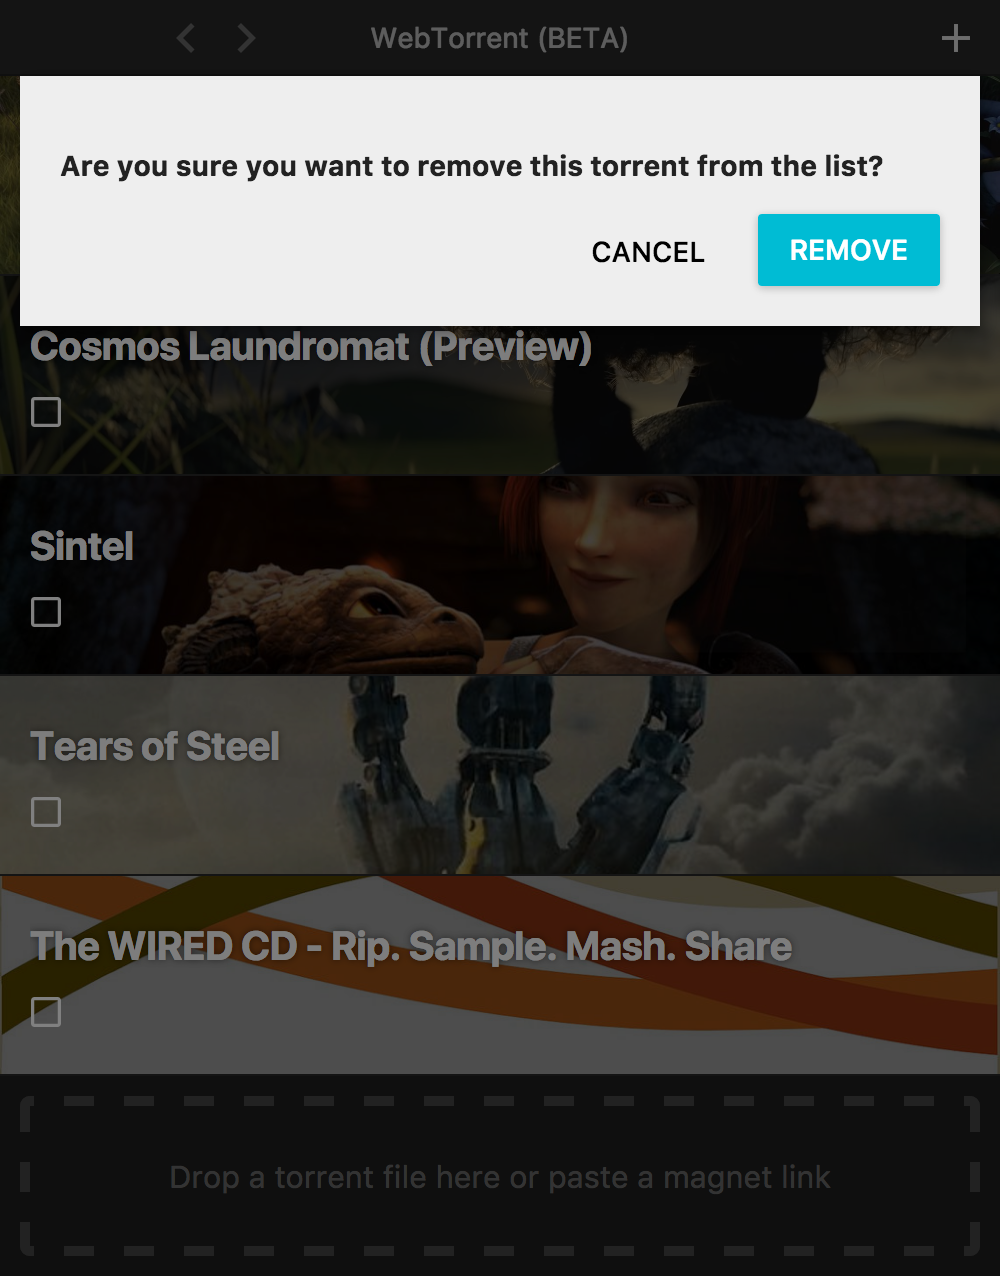 WebTorrent (BETA)
Are you sure you want to remove this torrent from the list?
CANCEL
REMOVE
Cosmos Laundromat (Preview)
Sintel
Tears of Steel
The WIRED CD - Rip. Sample. Mash. Share
Drop a torrent file here or paste a magnet link